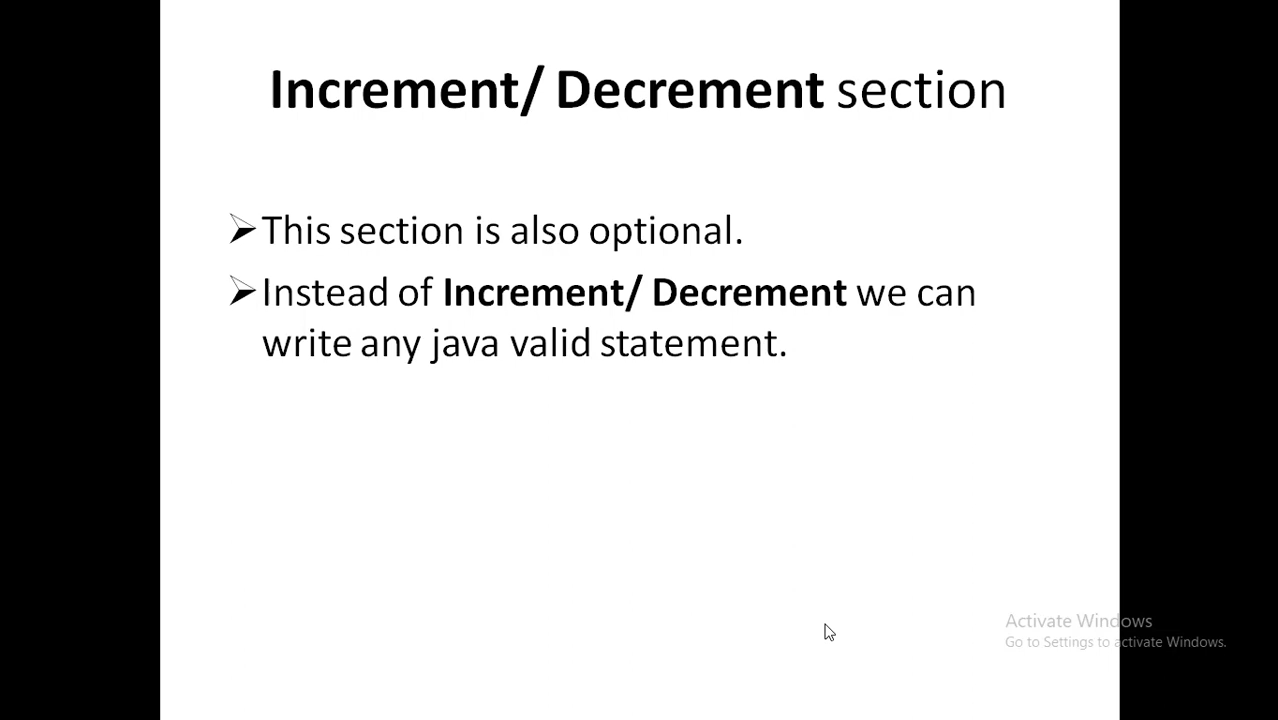 Increment/ Decrement section
This section is also optional.
Instead of Increment/ Decrement we can
write any java valid statement.
Activate Windows
Go to Settings to activate Windows.